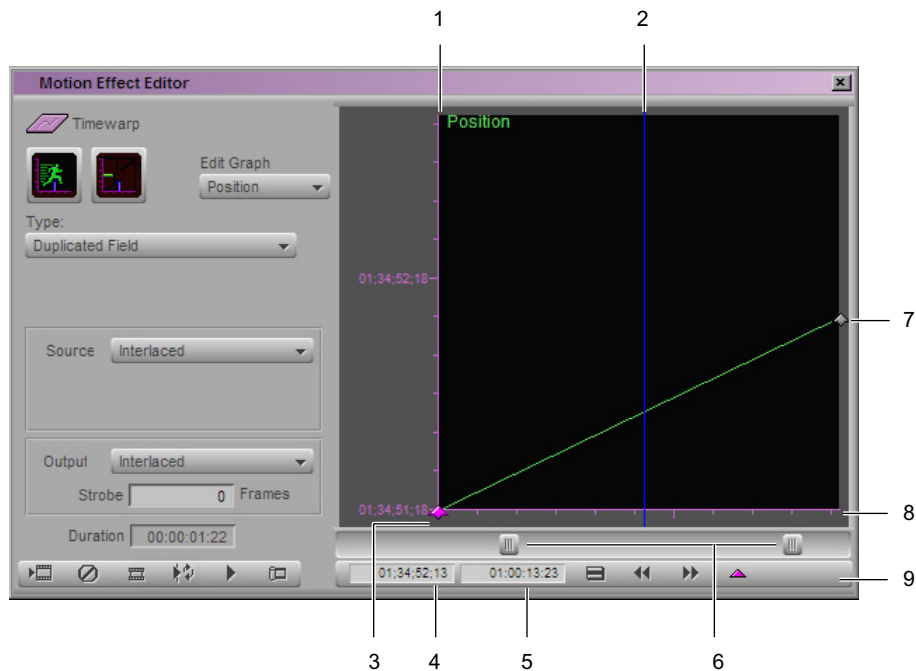 1 2
Motion Effect Editor
Timewarp
Position
Edit Graph
Position
Type:
Duplicated Field
01;34;52;18
7
Source Interlaced
Output Interlaced
Strobe 0 Frames
01;34;51;18
8
Duration 00:00:01:22
01;34;52;13 01:00:13:23
9
3 4 5 6